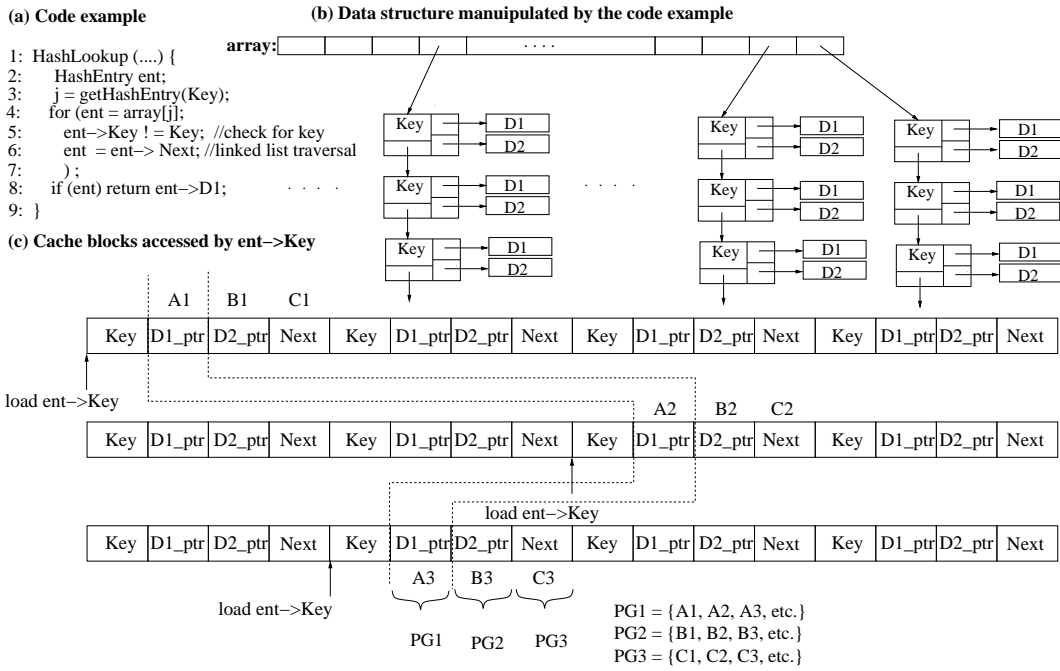 (a) Code example
1: HashLookup (....) {
2: HashEntry ent;
3: j = getHashEntry(Key);
4: for (ent = array[j];
5: ent->Key ! = Key; //check for key
6: ent = ent-> Next; //linked list traversal
7: ) ;
8: if (ent) return ent->D1;
9: }
(b) Data structure manuipulated by the code example
array: . . . .
Key D1 D2
Key D1 D2
Key D1 D2
. . . .
. . . .
Key D1 D2
Key D1 D2
Key D1 D2
Key D1 D2
Key D1 D2
Key D1 D2
(c) Cache blocks accessed by ent->Key
A1 B1 C1
Key D1_ptr D2_ptr Next Key D1_ptr D2_ptr Next Key D1_ptr D2_ptr Next Key D1_ptr D2_ptr Next
load ent->Key
A2 B2 C2
Key D1_ptr D2_ptr Next Key D1_ptr D2_ptr Next Key D1_ptr D2_ptr Next Key D1_ptr D2_ptr Next
load ent->Key
Key D1_ptr D2_ptr Next Key D1_ptr D2_ptr Next Key D1_ptr D2_ptr Next Key D1_ptr D2_ptr Next
A3 B3 C3
load ent->Key
PG1 PG2 PG3
PG1 = {A1, A2, A3, etc.}
PG2 = {B1, B2, B3, etc.}
PG3 = {C1, C2, C3, etc.}